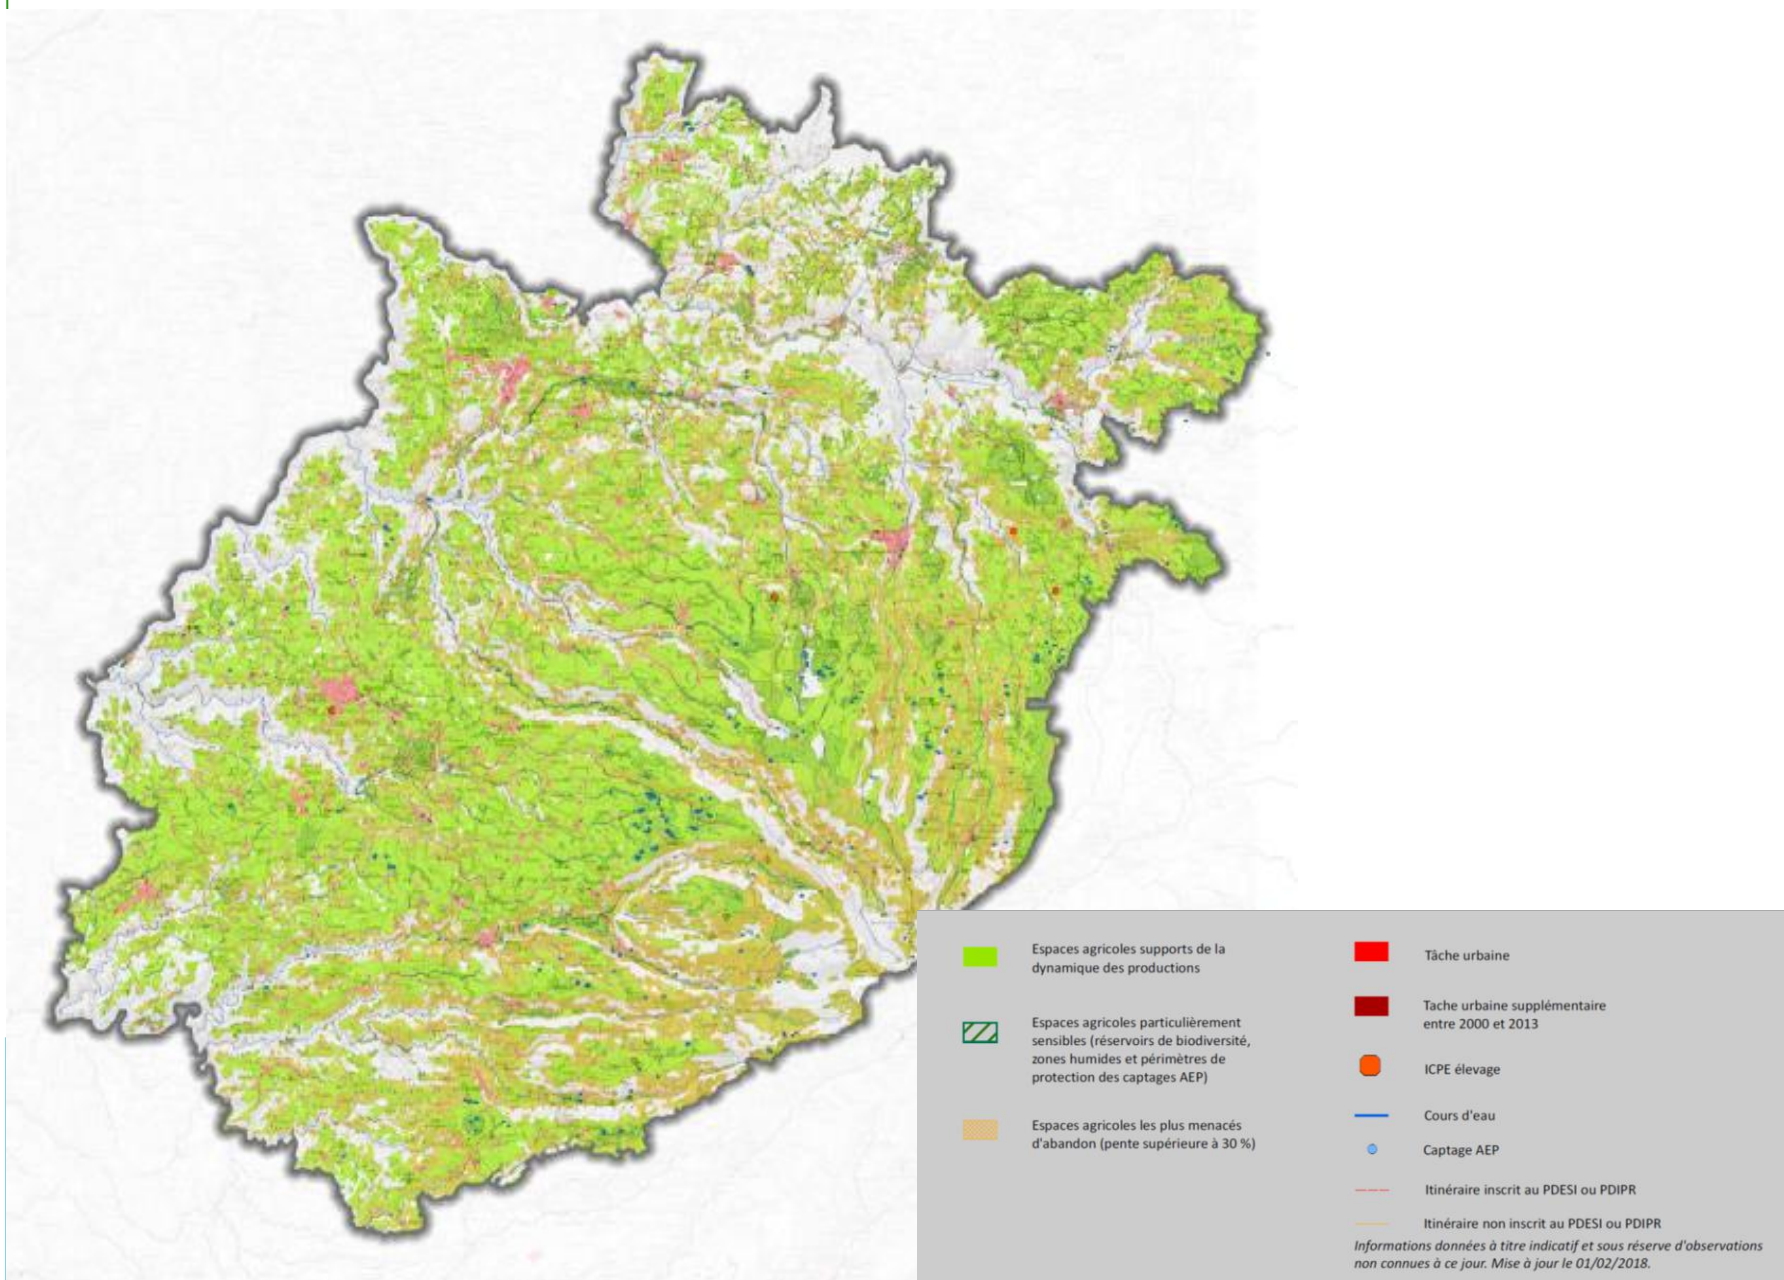 Espaces agricoles supports de la
dynamique des productions
Espaces agricoles particulièrement
sensibles (réservoirs de biodiversité,
zones humides et périmètres de
protection des captages AEP)
Espaces agricoles les plus menacés
d'abandon (pente supérieure à 30 %)
Tâche urbaine
Tache urbaine supplémentaire
entre 2000 et 2013
ICPE élevage
Cours d'eau
Captage AEP
Itinéraire inscrit au PDESI ou PDIPR
Itinéraire non inscrit au PDESI ou PDIPR
Informations données à titre indicatif et sous réserve d'observations
non connues à ce jour. Mise à jour le 01/02/2018.